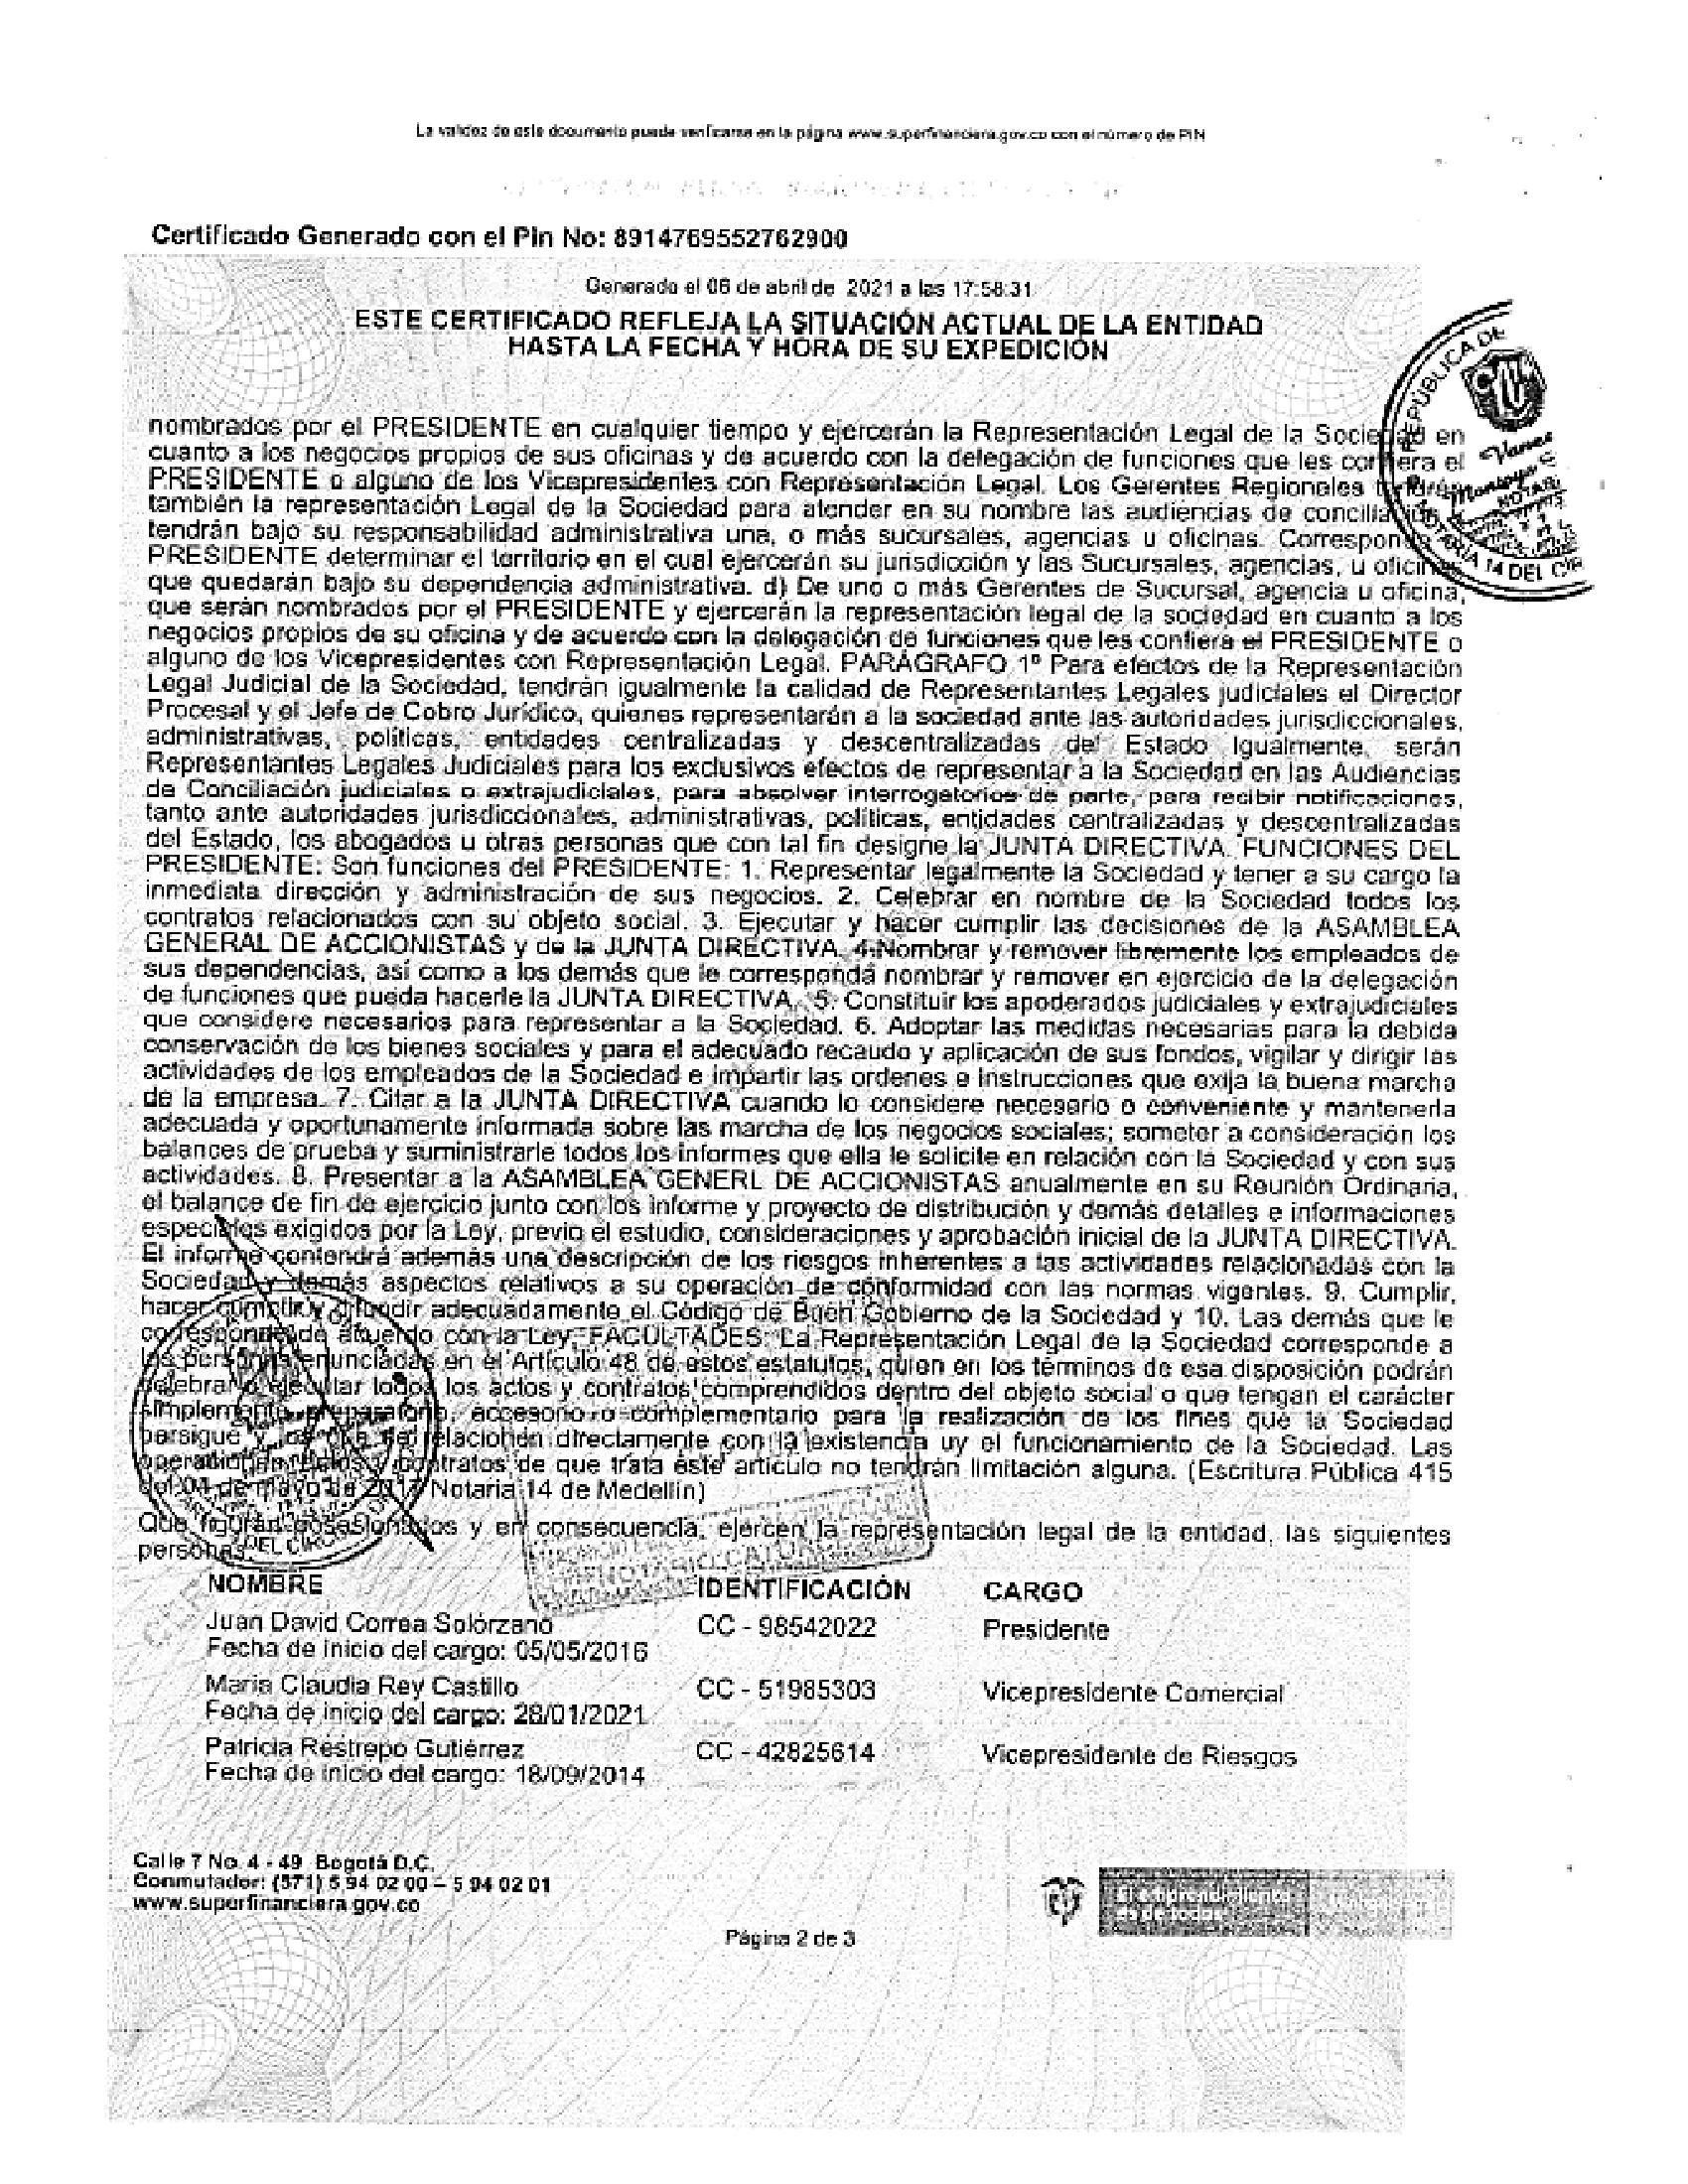 La validez de este documento puede verificarse en la página www.superfinanciera.gov.co con el número de PIN
Certificado Generado con el Pin No: 8914769552762900
Generado el 06 de abril de 2021 a las 17:58:31
ESTE CERTIFICADO REFLEJA LA SITUACIÓN ACTUAL DE LA ENTIDAD
HASTA LA FECHA Y HORA DE SU EXPEDICIÓN
REPÚBLICA DE
NOTARIA 14 DEL CIR
nombrados por el PRESIDENTE en cualquier tiempo y ejercerán la Representación Legal de la Sociedad en
cuanto a los negocios propios de sus oficinas y de acuerdo con la delegación de funciones que les confiera el
PRESIDENTE o alguno de los Vicepresidentes con Representación Legal. Los Gerentes Regionales tendrán
también la representación Legal de la Sociedad para atender en su nombre las audiencias de
tendrán bajo su responsabilidad administrativa una, o más sucursales, agencias u oficinas.
PRESIDENTE determinar el territorio en el cual ejercerán su jurisdicción y las Sucursales, agencias, u oficinas
que quedarán bajo su dependencia administrativa. d) De uno o más Gerentes de Sucursal, agencia u oficina,
que serán nombrados por el PRESIDENTE y ejercerán la representación legal de la sociedad en cuanto a los
negocios propios de su oficina y de acuerdo con la delegación de funciones que les confiera el PRESIDENTE o
alguno de los Vicepresidentes con Representación Legal. PARÁGRAFO 1º Para efectos de la Representación
Legal Judicial de la Sociedad, tendrán igualmente la calidad de Representantes Legales judiciales el Director
Procesal y el Jefe de Cobro Jurídico, quienes representarán a la sociedad ante las autoridades jurisdiccionales,
administrativas, políticas, entidades centralizadas y descentralizadas del Estado Igualmente, serán
Representantes Legales Judiciales para los exclusivos efectos de representar a la Sociedad en las Audiencias
de Conciliación judiciales o extrajudiciales, para absolver interrogatorios de parte, para recibir notificaciones,
tanto ante autoridades jurisdiccionales, administrativas, políticas, entidades centralizadas y descentralizadas
del Estado, los abogados u otras personas que con tal fin designe la JUNTA DIRECTIVA. FUNCIONES DEL
PRESIDENTE: Son funciones del PRESIDENTE: 1. Representar legalmente la Sociedad y tener a su cargo la
inmediata dirección y administración de sus negocios. 2. Celebrar en nombre de la Sociedad todos los
contratos relacionados con su objeto social. 3. Ejecutar y hacer cumplir las decisiones de la ASAMBLEA
GENERAL DE ACCIONISTAS y de la JUNTA DIRECTIVA. 4.Nombrar y remover libremente los empleados de
sus dependencias, así como a los demás que le corresponda nombrar y remover en ejercicio de la delegación
de funciones que pueda hacerle la JUNTA DIRECTIVA. 5. Constituir los apoderados judiciales y extrajudiciales
que considere necesarios para representar a la Sociedad. 6. Adoptar las medidas necesarias para la debida
conservación de los bienes sociales y para el adecuado recaudo y aplicación de sus fondos, vigilar y dirigir las
actividades de los empleados de la Sociedad e impartir las ordenes e instrucciones que exija la buena marcha
de la empresa. 7. Citar a la JUNTA DIRECTIVA cuando lo considere necesario o conveniente y mantenerla
adecuada y oportunamente informada sobre las marcha de los negocios sociales; someter a consideración los
balances de prueba y suministrarle todos los informes que ella le solicite en relación con la Sociedad y con sus
actividades. 8. Presentar a la ASAMBLEA GENERL DE ACCIONISTAS anualmente en su Reunión Ordinaria,
el balance de fin de ejercicio junto con los informe y proyecto de distribución y demás detalles e informaciones
especiales exigidos por la Ley, previo el estudio, consideraciones y aprobación inicial de la JUNTA DIRECTIVA.
El informe contendrá además una descripción de los riesgos inherentes a las actividades relacionadas con la
Sociedad y demás aspectos relativos a su operación de conformidad con las normas vigentes. 9. Cumplir,
hacer cumplir y difundir adecuadamente el Código de Buen Gobierno de la Sociedad y 10. Las demás que le
corresponde de acuerdo con la Ley. FACULTADES: La Representación Legal de la Sociedad corresponde a
las personas enunciadas en el Artículo 48 de estos estatutos, quien en los términos de esa disposición podrán
celebrar o ejecutar todos los actos y contratos comprendidos dentro del objeto social o que tengan el carácter
simplemente preparatorio, accesorio o complementario para la realización de los fines que la Sociedad
persigue y los que se relacionen directamente con la existencia uy el funcionamiento de la Sociedad. Las
contratos de que trata éste artículo no tendrán limitación alguna. (Escritura Pública 415
Notaria 14 de Medellín)
Que figuran posesionados y en consecuencia, ejercen la representación legal de la entidad, las siguientes
personas:
NOMBRE IDENTIFICACIÓN CARGO
Juan David Correa Solórzano CC - 98542022 Presidente
Fecha de inicio del cargo: 05/05/2016
Maria Claudia Rey Castillo CC - 51985303 Vicepresidente Comercial
Fecha de inicio del cargo: 28/01/2021
Patricia Restrepo Gutiérrez CC - 42825614 Vicepresidente de Riesgos
Fecha de inicio del cargo: 18/09/2014
Calle 7 No. 4 - 49 Bogotá D.C.
Conmutador: (571) 5 94 02 00 – 5 94 02 01
www.superfinanciera.gov.co
El emprendimiento
es de todos
Página 2 de 3